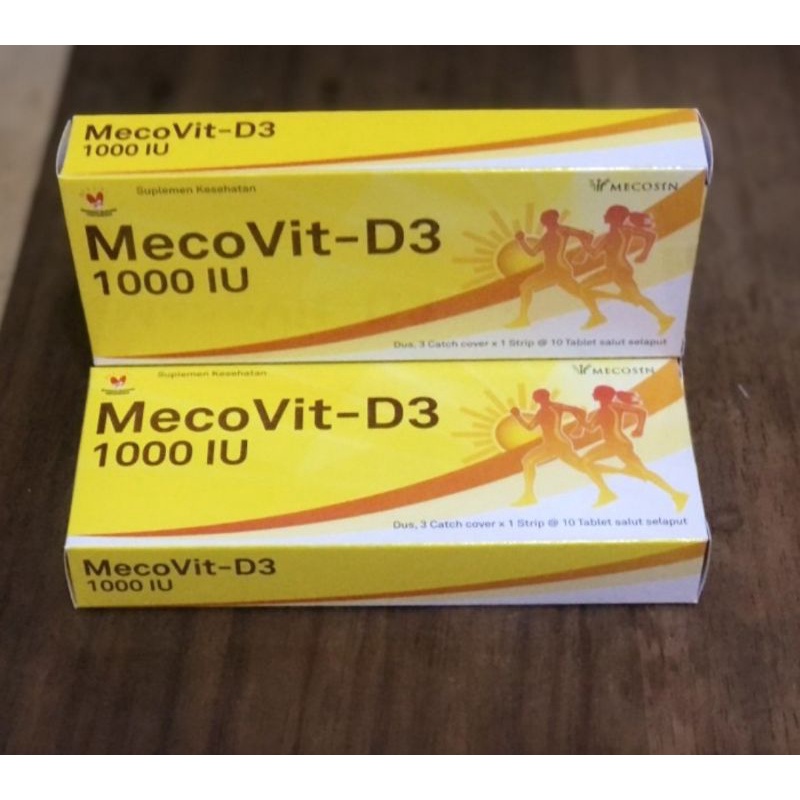 MecoVit-D3
1000 IU
Suplemen Kesehatan
MECOSIN
MecoVit-D3
1000 IU
Dus, 3 Catch cover x 1 Strip @ 10 Tablet salut selaput
Suplemen Kesehatan
MECOSIN
MecoVit-D3
1000 IU
Dus, 3 Catch cover x 1 Strip @ 10 Tablet salut selaput
MecoVit-D3
1000 IU